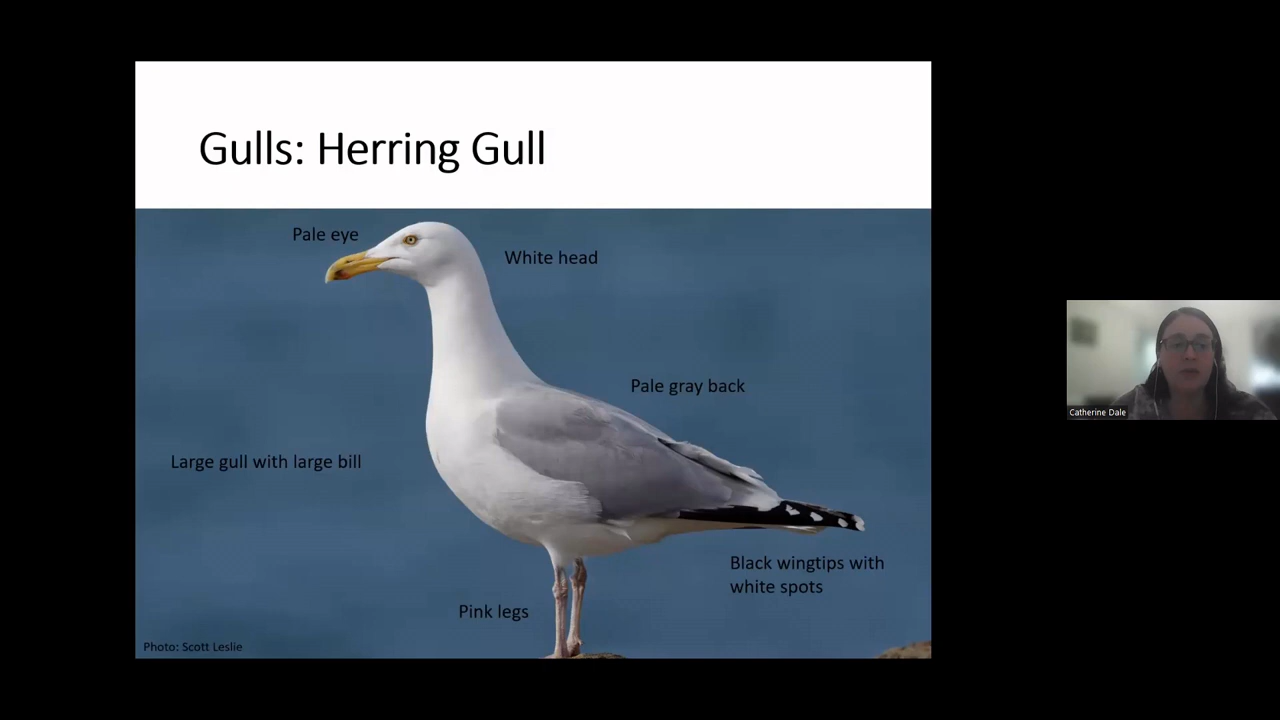 Gulls: Herring Gull
Pale eye
White head
Pale gray back
Large gull with large bill
Black wingtips with
white spots
Pink legs
Photo: Scott Leslie
Catherine Dale